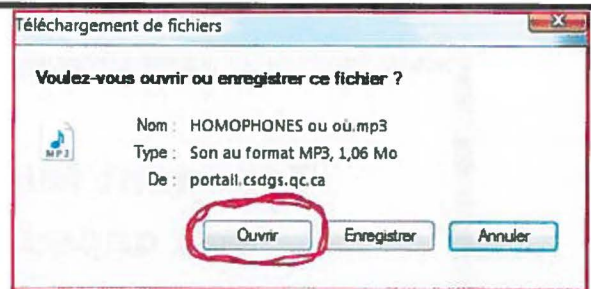 Téléchargement de fichiers
Voulez-vous ouvrir ou enregistrer ce fichier ?
MP3
Nom : HOMOPHONES ou où.mp3
Type : Son au format MP3, 1,06 Mo
De : portail.csdgs.qc.ca
Ouvrir Enregistrer Annuler